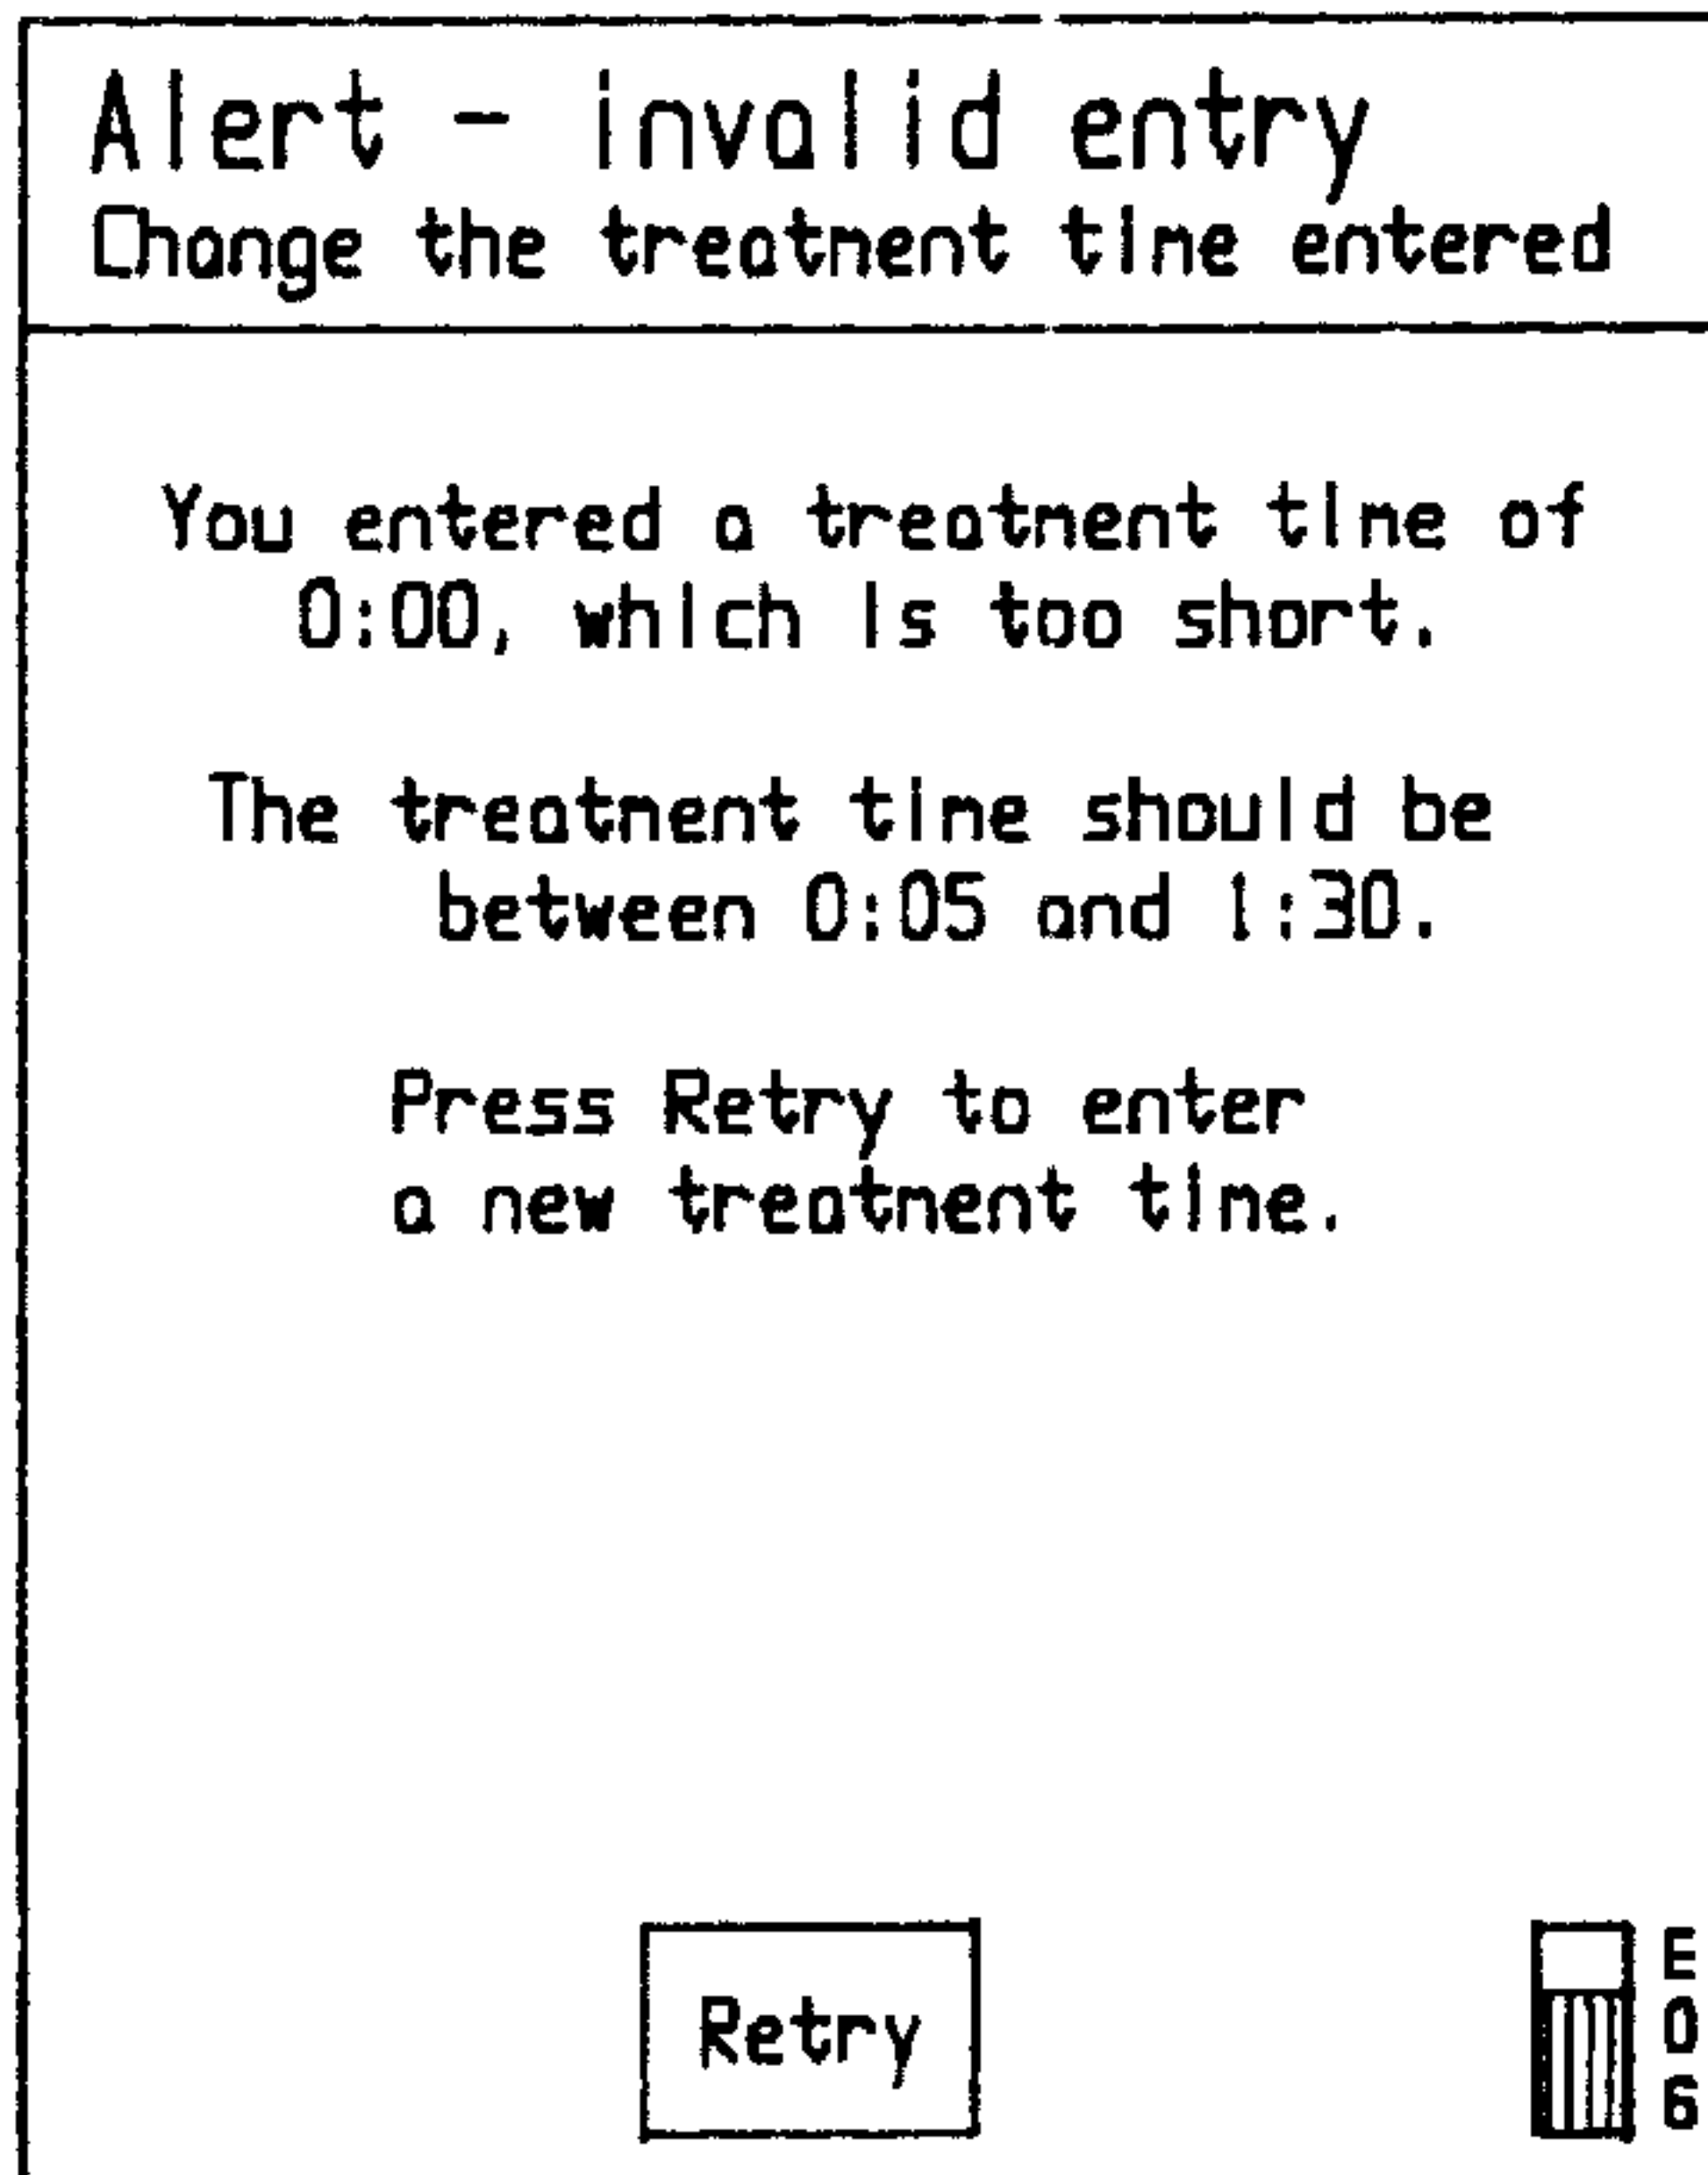 Alert - invalid entry
Change the treatment time entered
You entered a treatment time of
0:00, which is too short.
The treatment time should be
between 0:05 and 1:30.
Press Retry to enter
a new treatment time.
Retry
E
0
6